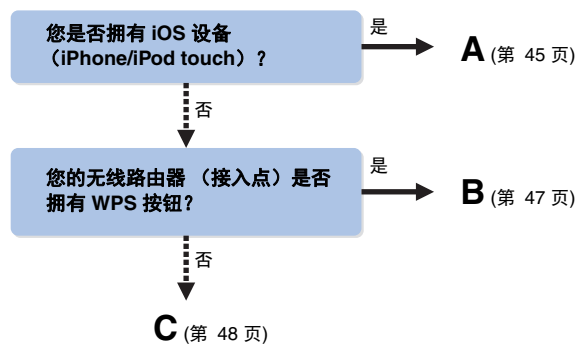 您是否拥有 iOS 设备
（iPhone/iPod touch）？
是
A (第 45 页)
否
您的无线路由器 （接入点）是否
拥有 WPS 按钮？
是
B (第 47 页)
否
C (第 48 页)